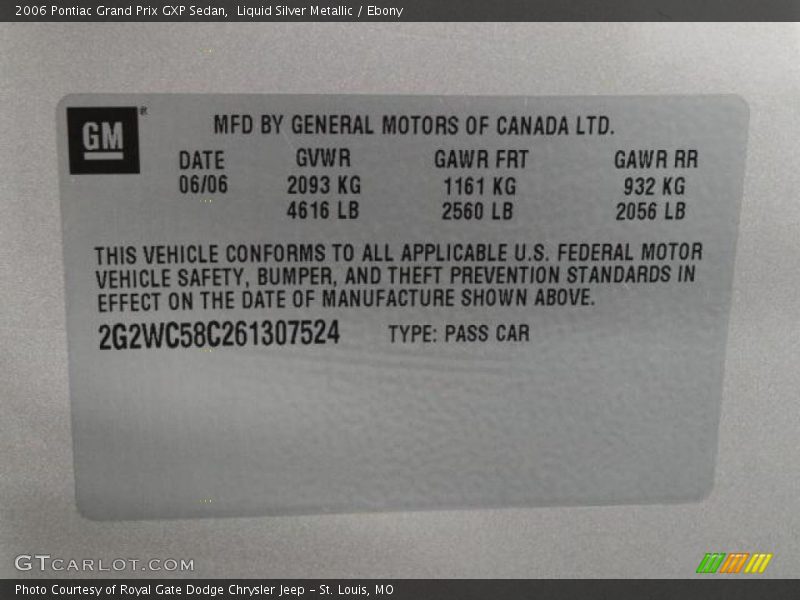 2006 Pontiac Grand Prix GXP Sedan,  Liquid Silver Metallic / Ebony
GM ®
MFD BY GENERAL MOTORS OF CANADA LTD.
DATE GVWR GAWR FRT GAWR RR
06/06 2093 KG 1161 KG 932 KG
4616 LB 2560 LB 2056 LB
THIS VEHICLE CONFORMS TO ALL APPLICABLE U.S. FEDERAL MOTOR
VEHICLE SAFETY, BUMPER, AND THEFT PREVENTION STANDARDS IN
EFFECT ON THE DATE OF MANUFACTURE SHOWN ABOVE.
2G2WC58C261307524 TYPE: PASS CAR
GTCARLOT.COM
Photo Courtesy of Royal Gate Dodge Chrysler Jeep - St. Louis, MO